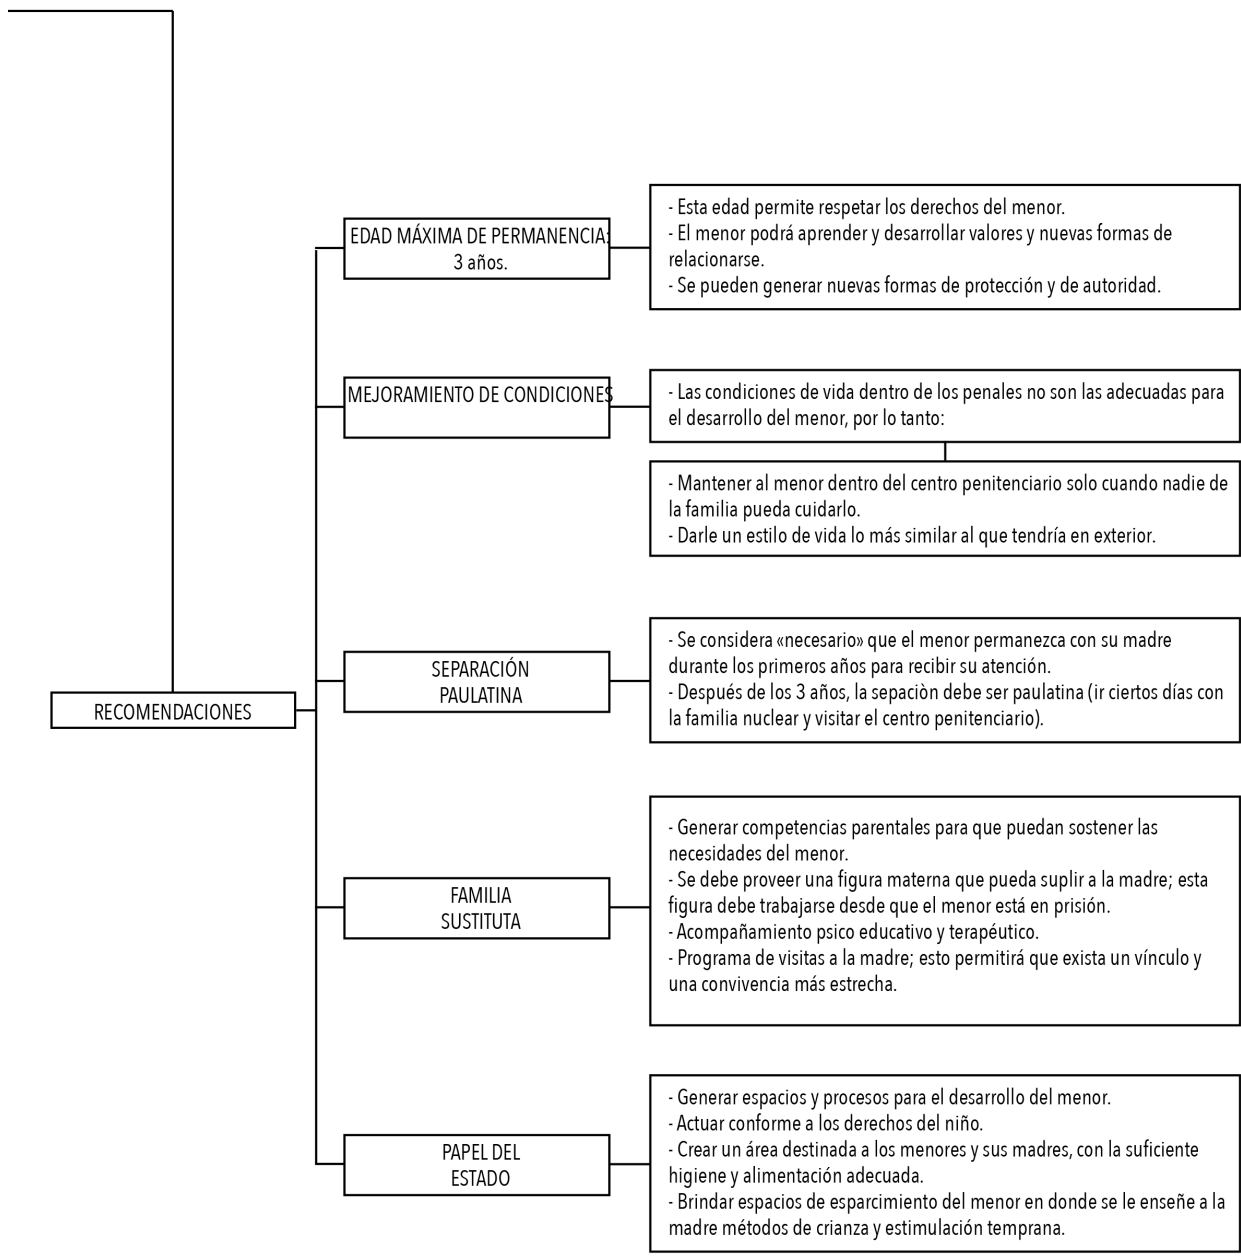 EDAD MÁXIMA DE PERMANENCIA:
3 años.
- Esta edad permite respetar los derechos del menor.
- El menor podrá aprender y desarrollar valores y nuevas formas de
relacionarse.
- Se pueden generar nuevas formas de protección y de autoridad.
MEJORAMIENTO DE CONDICIONES
- Las condiciones de vida dentro de los penales no son las adecuadas para
el desarrollo del menor, por lo tanto:
- Mantener al menor dentro del centro penitenciario solo cuando nadie de
la familia pueda cuidarlo.
- Darle un estilo de vida lo más similar al que tendría en exterior.
RECOMENDACIONES
SEPARACIÓN
PAULATINA
- Se considera «necesario» que el menor permanezca con su madre
durante los primeros años para recibir su atención.
- Después de los 3 años, la sepaciòn debe ser paulatina (ir ciertos días con
la familia nuclear y visitar el centro penitenciario).
FAMILIA
SUSTITUTA
- Generar competencias parentales para que puedan sostener las
necesidades del menor.
- Se debe proveer una figura materna que pueda suplir a la madre; esta
figura debe trabajarse desde que el menor está en prisión.
- Acompañamiento psico educativo y terapéutico.
- Programa de visitas a la madre; esto permitirá que exista un vínculo y
una convivencia más estrecha.
PAPEL DEL
ESTADO
- Generar espacios y procesos para el desarrollo del menor.
- Actuar conforme a los derechos del niño.
- Crear un área destinada a los menores y sus madres, con la suficiente
higiene y alimentación adecuada.
- Brindar espacios de esparcimiento del menor en donde se le enseñe a la
madre métodos de crianza y estimulación temprana.